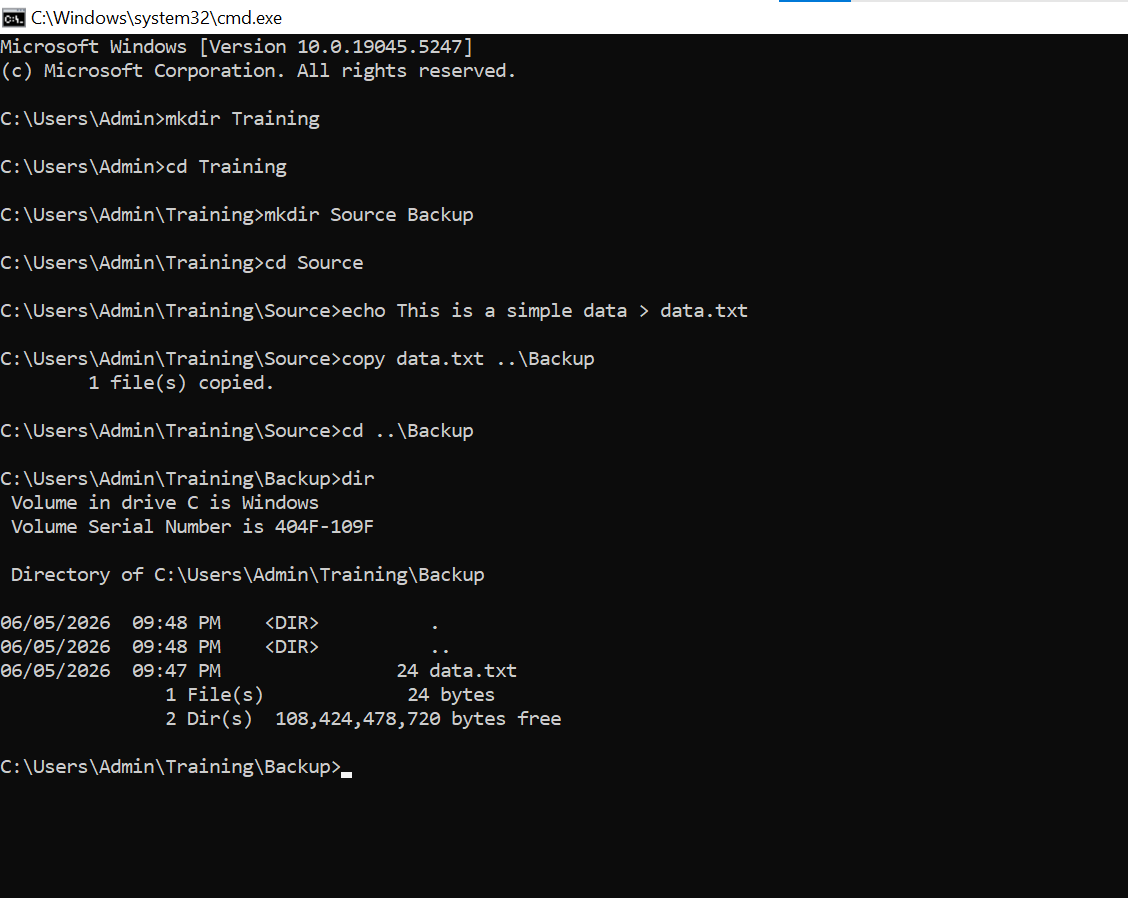 C:\Windows\system32\cmd.exe
Microsoft Windows [Version 10.0.19045.5247]
(c) Microsoft Corporation. All rights reserved.
C:\Users\Admin>mkdir Training
C:\Users\Admin>cd Training
C:\Users\Admin\Training>mkdir Source Backup
C:\Users\Admin\Training>cd Source
C:\Users\Admin\Training\Source>echo This is a simple data > data.txt
C:\Users\Admin\Training\Source>copy data.txt ..\Backup
        1 file(s) copied.
C:\Users\Admin\Training\Source>cd ..\Backup
C:\Users\Admin\Training\Backup>dir
 Volume in drive C is Windows
 Volume Serial Number is 404F-109F
 Directory of C:\Users\Admin\Training\Backup
06/05/2026  09:48 PM    <DIR>          .
06/05/2026  09:48 PM    <DIR>          ..
06/05/2026  09:47 PM                24 data.txt
               1 File(s)             24 bytes
               2 Dir(s)  108,424,478,720 bytes free
C:\Users\Admin\Training\Backup>